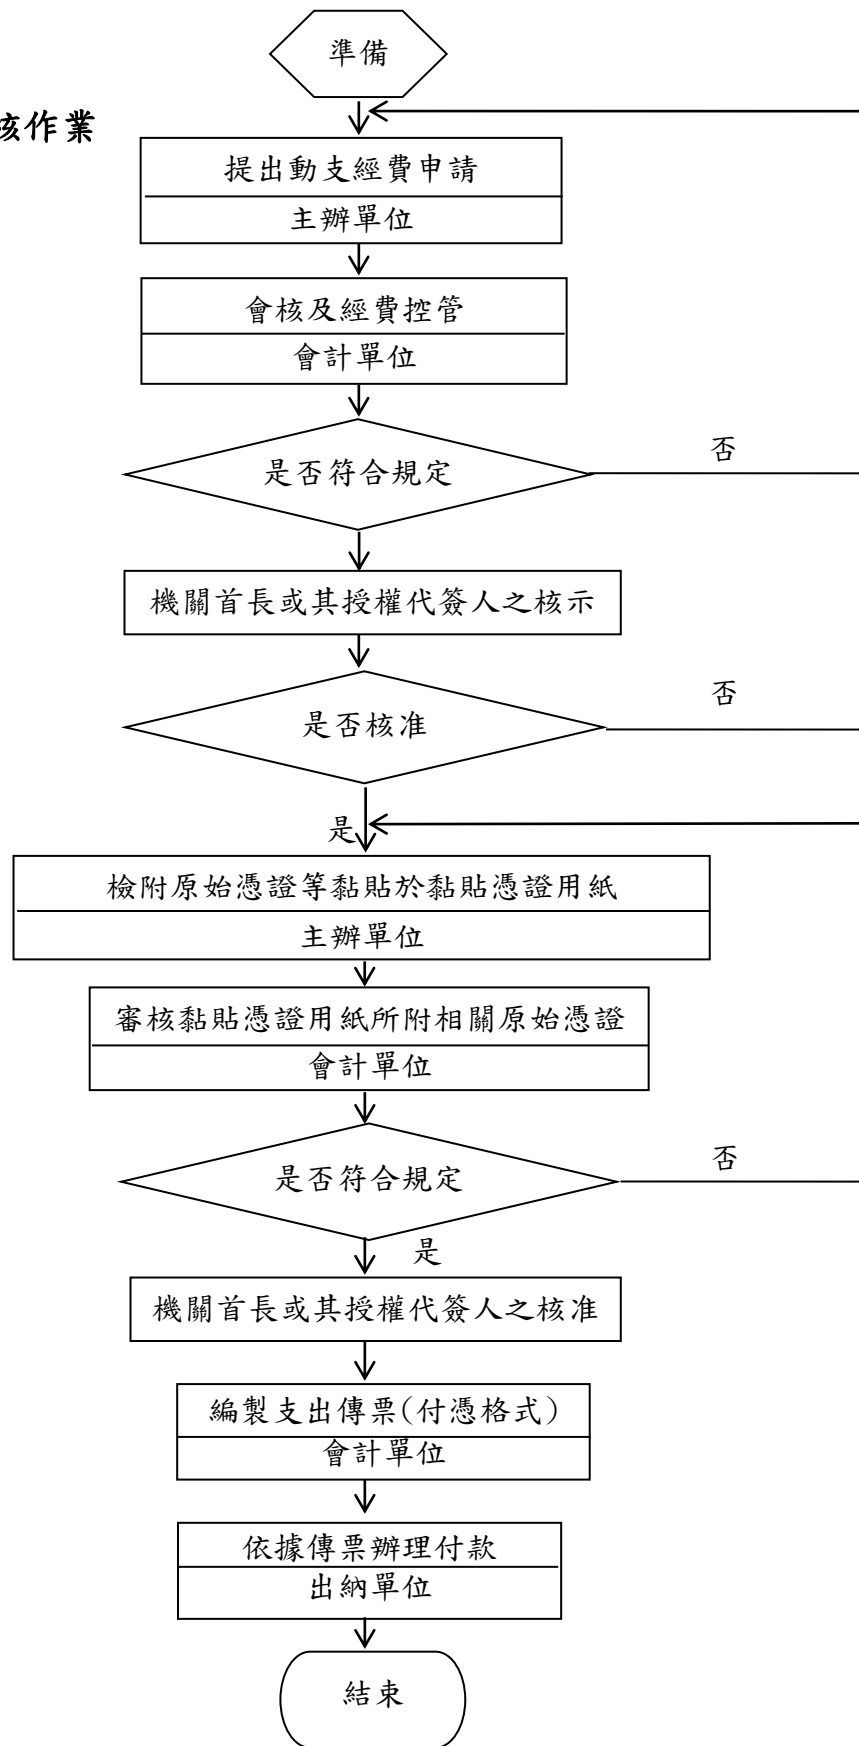 準備
核作業
提出動支經費申請
主辦單位
會核及經費控管
會計單位
是否符合規定
否
機關首長或其授權代簽人之核示
是否核准
否
是
檢附原始憑證等黏貼於黏貼憑證用紙
主辦單位
審核黏貼憑證用紙所附相關原始憑證
會計單位
是否符合規定
否
是
機關首長或其授權代簽人之核准
編製支出傳票(付憑格式)
會計單位
依據傳票辦理付款
出納單位
結束